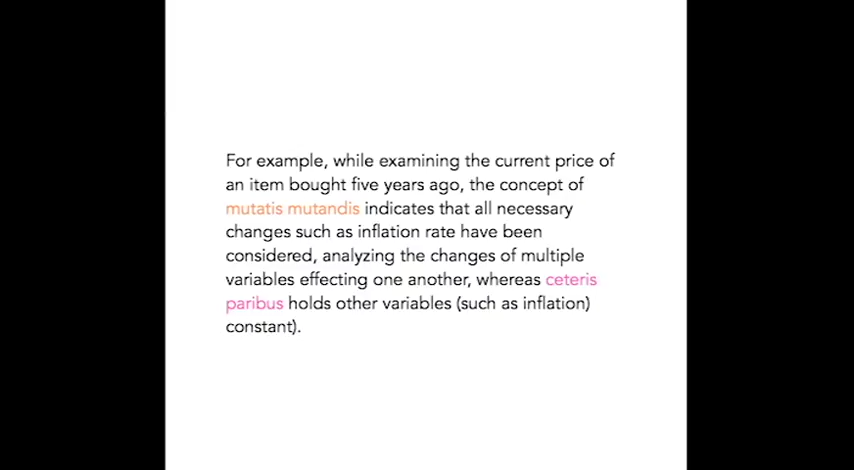 For example, while examining the current price of
an item bought five years ago, the concept of
mutatis mutandis indicates that all necessary
changes such as inflation rate have been
considered, analyzing the changes of multiple
variables effecting one another, whereas ceteris
paribus holds other variables (such as inflation)
constant).